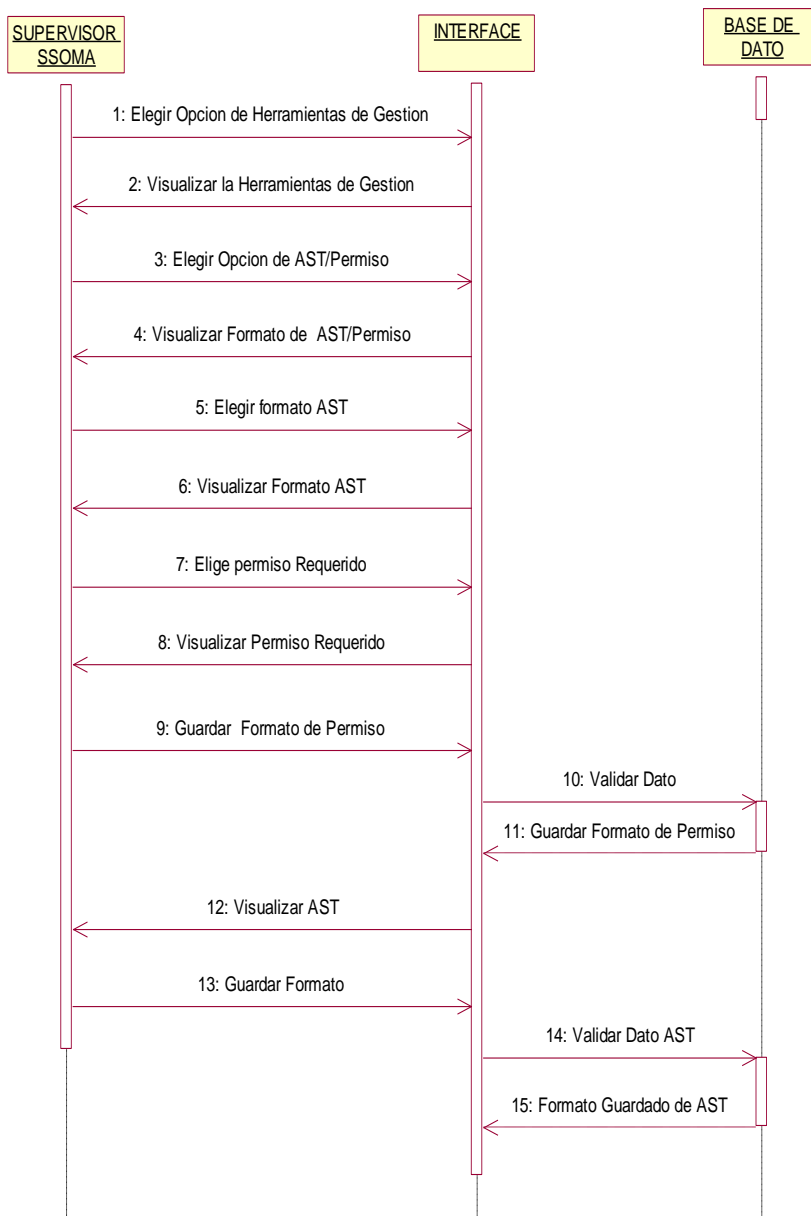 SUPERVISOR
SSOMA
INTERFACE
BASE DE
DATO
1: Elegir Opcion de Herramientas de Gestion
2: Visualizar la Herramientas de Gestion
3: Elegir Opcion de AST/Permiso
4: Visualizar Formato de AST/Permiso
5: Elegir formato AST
6: Visualizar Formato AST
7: Elige permiso Requerido
8: Visualizar Permiso Requerido
9: Guardar Formato de Permiso
10: Validar Dato
11: Guardar Formato de Permiso
12: Visualizar AST
13: Guardar Formato
14: Validar Dato AST
15: Formato Guardado de AST